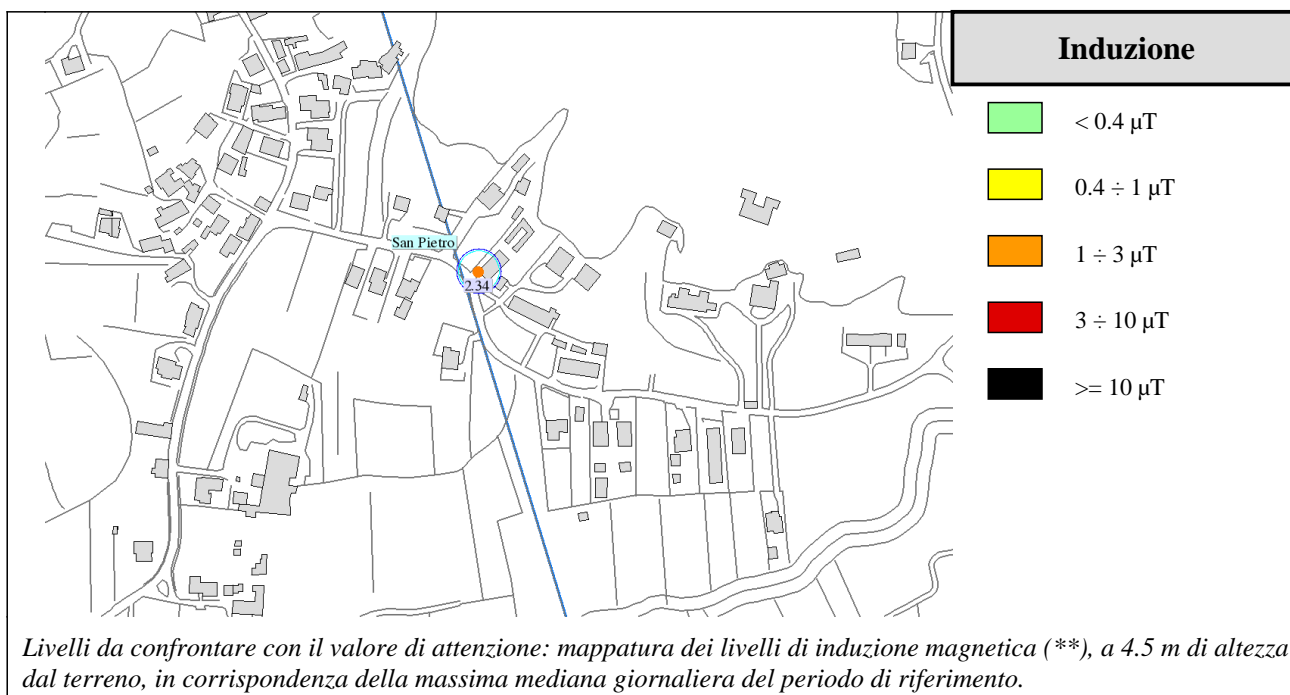 Induzione
< 0.4 µT
0.4 ÷ 1 µT
1 ÷ 3 µT
3 ÷ 10 µT
>= 10 µT
San Pietro
2.34
Livelli da confrontare con il valore di attenzione: mappatura dei livelli di induzione magnetica (**), a 4.5 m di altezza
dal terreno, in corrispondenza della massima mediana giornaliera del periodo di riferimento.